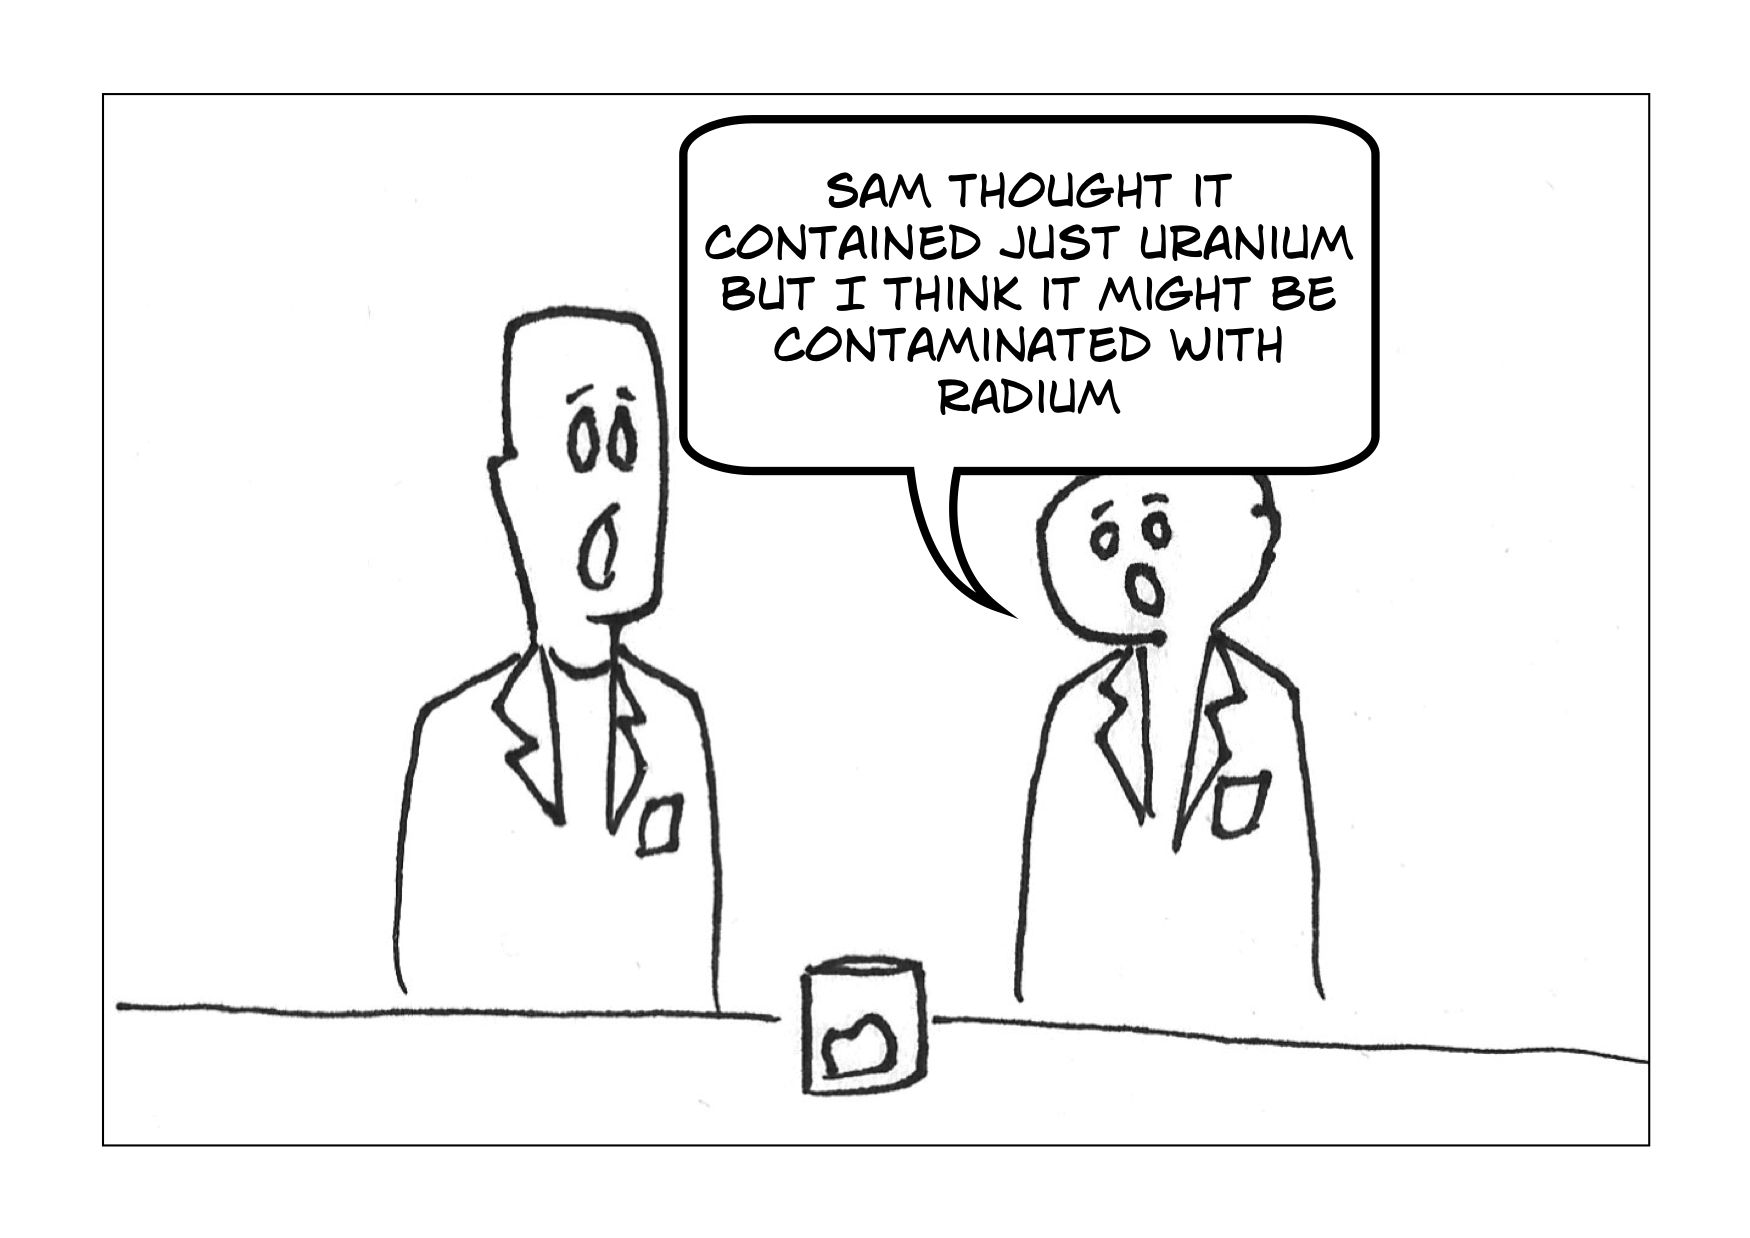 SAM THOUGHT IT
CONTAINED JUST URANIUM
BUT I THINK IT MIGHT BE
CONTAMINATED WITH
RADIUM